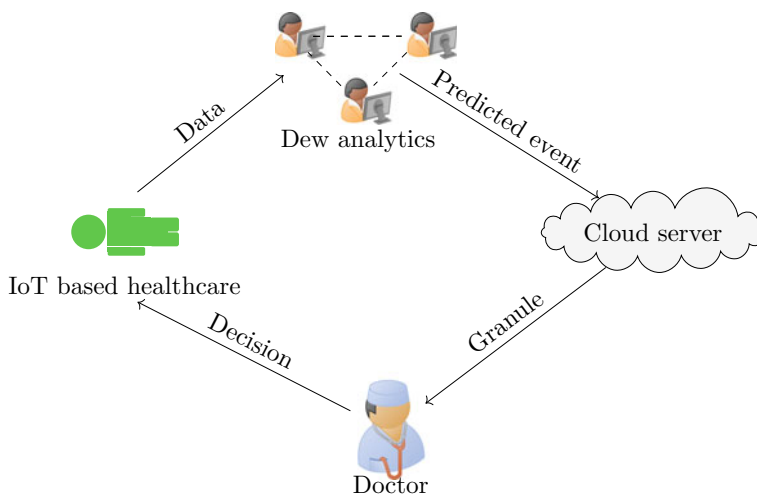 Dew analytics
Data
Predicted event
Cloud server
IoT based healthcare
Granule
Decision
Doctor